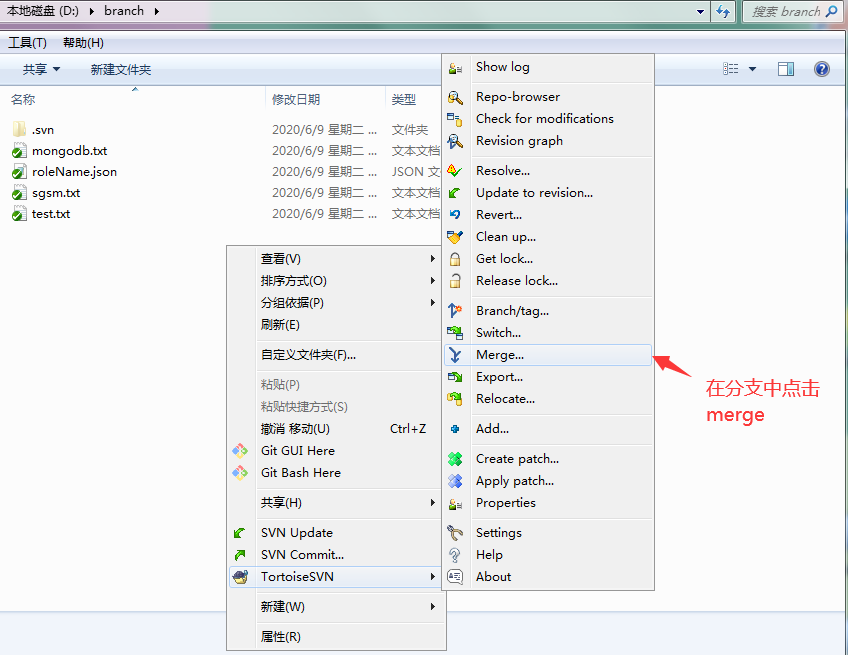 本地磁盘 (D:) branch
搜索 branch
工具(T) 帮助(H)
共享 新建文件夹
名称 修改日期 类型
.svn 2020/6/9 星期二 ... 文件夹
mongodb.txt 2020/6/9 星期二 ... 文本文档
roleName.json 2020/6/9 星期二 ... JSON 文
sgsm.txt 2020/6/9 星期二 ... 文本文档
test.txt 2020/6/9 星期二 ... 文本文档
查看(V)
排序方式(O)
分组依据(P)
刷新(E)
自定义文件夹(F)...
粘贴(P)
粘贴快捷方式(S)
撤消 移动(U) Ctrl+Z
Git GUI Here
Git Bash Here
共享(H)
SVN Update
SVN Commit...
TortoiseSVN
新建(W)
属性(R)
Show log
Repo-browser
Check for modifications
Revision graph
Resolve...
Update to revision...
Revert...
Clean up...
Get lock...
Release lock...
Branch/tag...
Switch...
Merge...
Export...
Relocate...
Add...
Create patch...
Apply patch...
Properties
Settings
Help
About
在分支中点击
merge